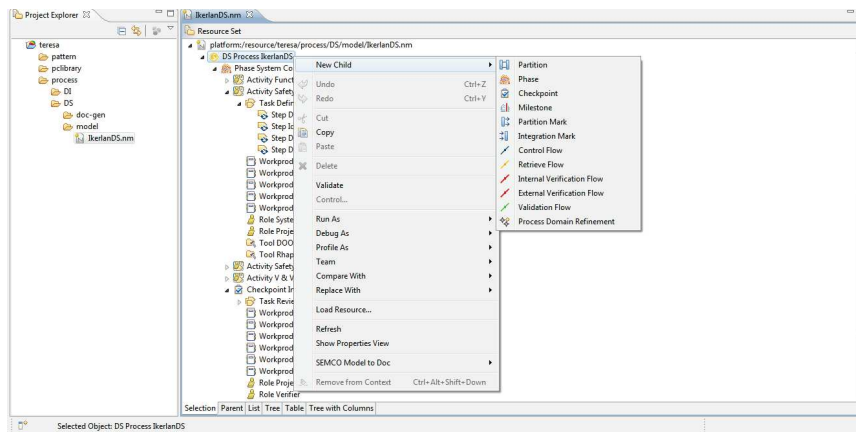 Project Explorer
teresa
pattern
pclibrary
process
DI
DS
doc-gen
model
IkerlanDS.nm
IkerlanDS.nm
Resource Set
platform:/resource/teresa/process/DS/model/IkerlanDS.nm
DS Process IkerlanDS
Phase System Co
Activity Funct
Activity Safety
Task Defin
Step D
Step Id
Step D
Step D
Workprod
Workprod
Workprod
Workprod
Workprod
Role Syste
Role Proje
Tool DOO
Tool Rhap
Activity Safety
Activity V & V
Checkpoint In
Task Revie
Workprod
Workprod
Workprod
Workprod
Workprod
Workprod
Role Proje
Role Verifier
New Child
Undo Ctrl+Z
Redo Ctrl+Y
Cut
Copy
Paste
Delete
Validate
Control...
Run As
Debug As
Profile As
Team
Compare With
Replace With
Load Resource...
Refresh
Show Properties View
SEMCO Model to Doc
Remove from Context Ctrl+Alt+Shift+Down
Partition
Phase
Checkpoint
Milestone
Partition Mark
Integration Mark
Control Flow
Retrieve Flow
Internal Verification Flow
External Verification Flow
Validation Flow
Process Domain Refinement
Selection Parent List Tree Table Tree with Columns
Selected Object: DS Process IkerlanDS